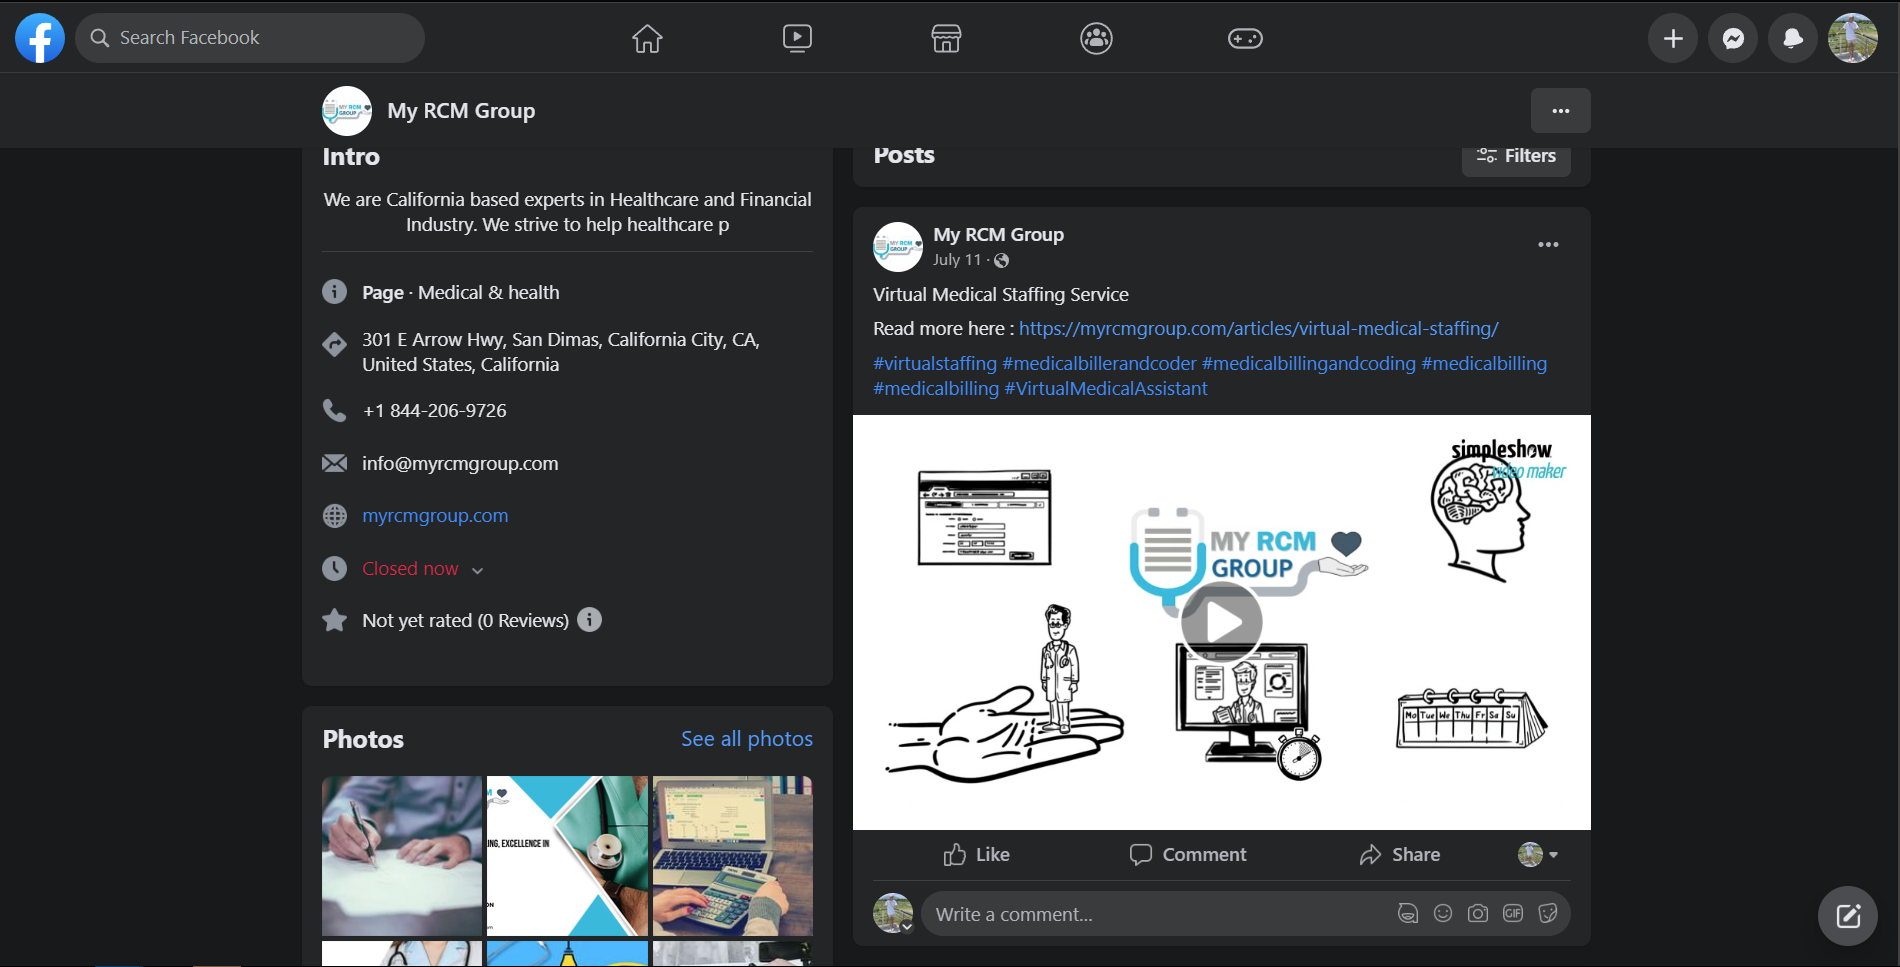 Search Facebook
My RCM Group
Intro
We are California based experts in Healthcare and Financial
Industry. We strive to help healthcare p
Page · Medical & health
301 E Arrow Hwy, San Dimas, California City, CA,
United States, California
+1 844-206-9726
info@myrcmgroup.com
myrcmgroup.com
Closed now
Not yet rated (0 Reviews)
Photos
See all photos
NG, EXCELLENCE IN
ON
Posts
Filters
My RCM Group
July 11 ·
Virtual Medical Staffing Service
Read more here : https://myrcmgroup.com/articles/virtual-medical-staffing/
#virtualstaffing #medicalbillerandcoder #medicalbillingandcoding #medicalbilling
#medicalbilling #VirtualMedicalAssistant
simpleshow
video maker
MY RCM
GROUP
Mo Tue We Thu Fr Sa Su
Like
Comment
Share
Write a comment...
GIF